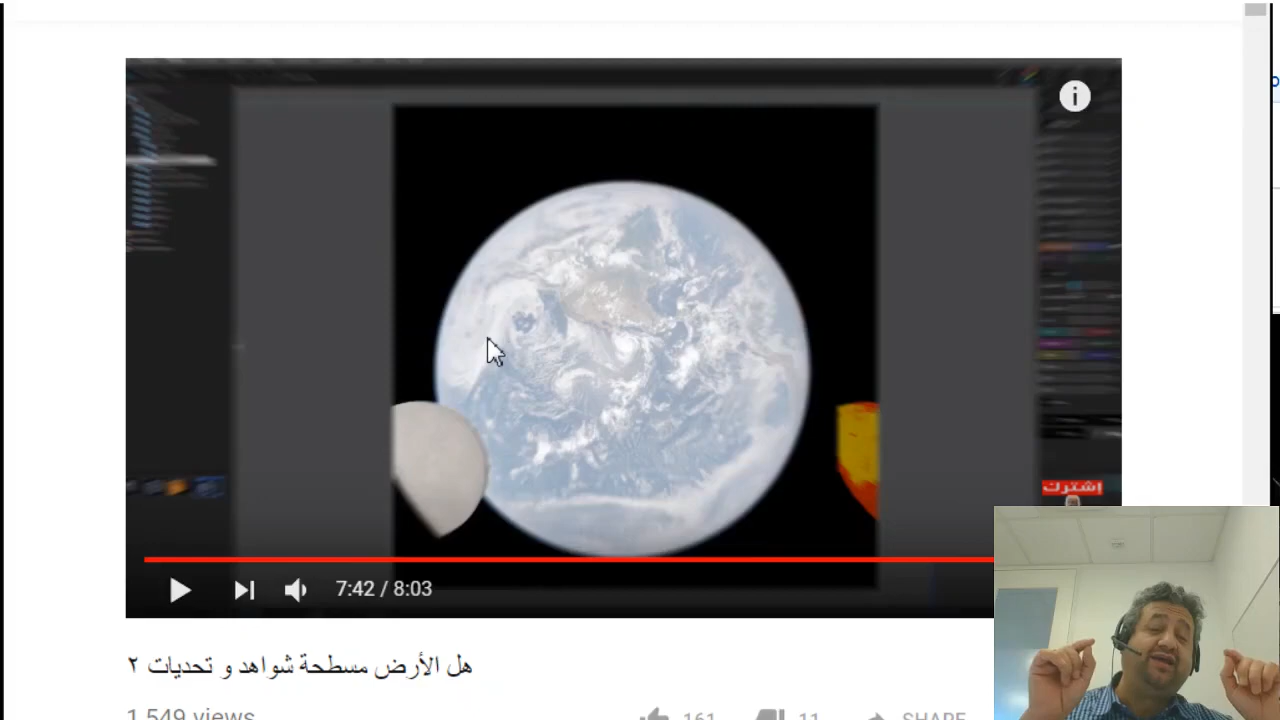 i
اشترك
7:42 / 8:03
هل الأرض مسطحة شواهد و تحديات ٢
1,549 views
161
11
SHARE